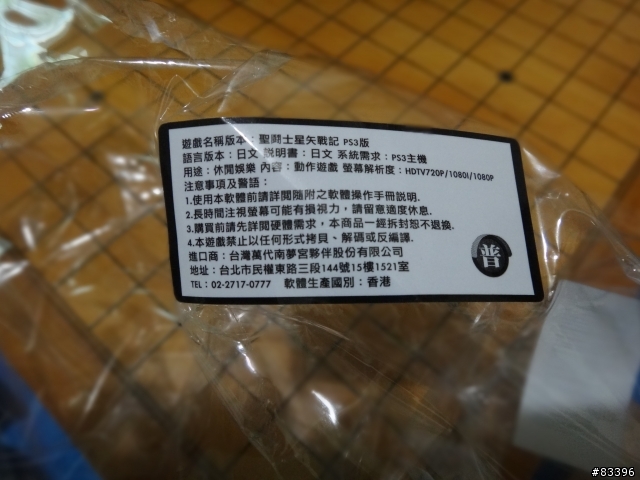 遊戲名稱版本：聖鬪士星矢戰記 PS3版
語言版本：日文 說明書：日文 系統需求：PS3主機
用途：休閒娛樂 內容：動作遊戲 螢幕解析度：HDTV720P/1080I/1080P
注意事項及警語：
1.使用本軟體前請詳閱隨附之軟體操作手冊說明.
2.長時間注視螢幕可能有損視力，請留意適度休息.
3.購買前請先詳閱硬體需求，本商品一經拆封恕不退換.
4.本遊戲禁止以任何形式拷貝、解碼或反編譯.
進口商：台灣萬代南夢宮夥伴股份有限公司
地址：台北市民權東路三段144號15樓1521室
TEL：02-2717-0777 軟體生產國別：香港
普
#83396